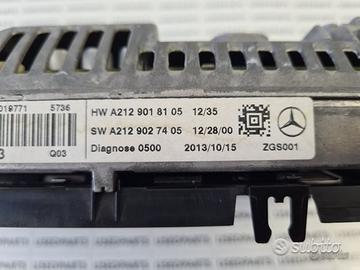 019771 5736
HW A212 901 81 05 12/35
SW A212 902 74 05 12/28/00
3 Q03 Diagnose 0500 2013/10/15 ZGS001
subito